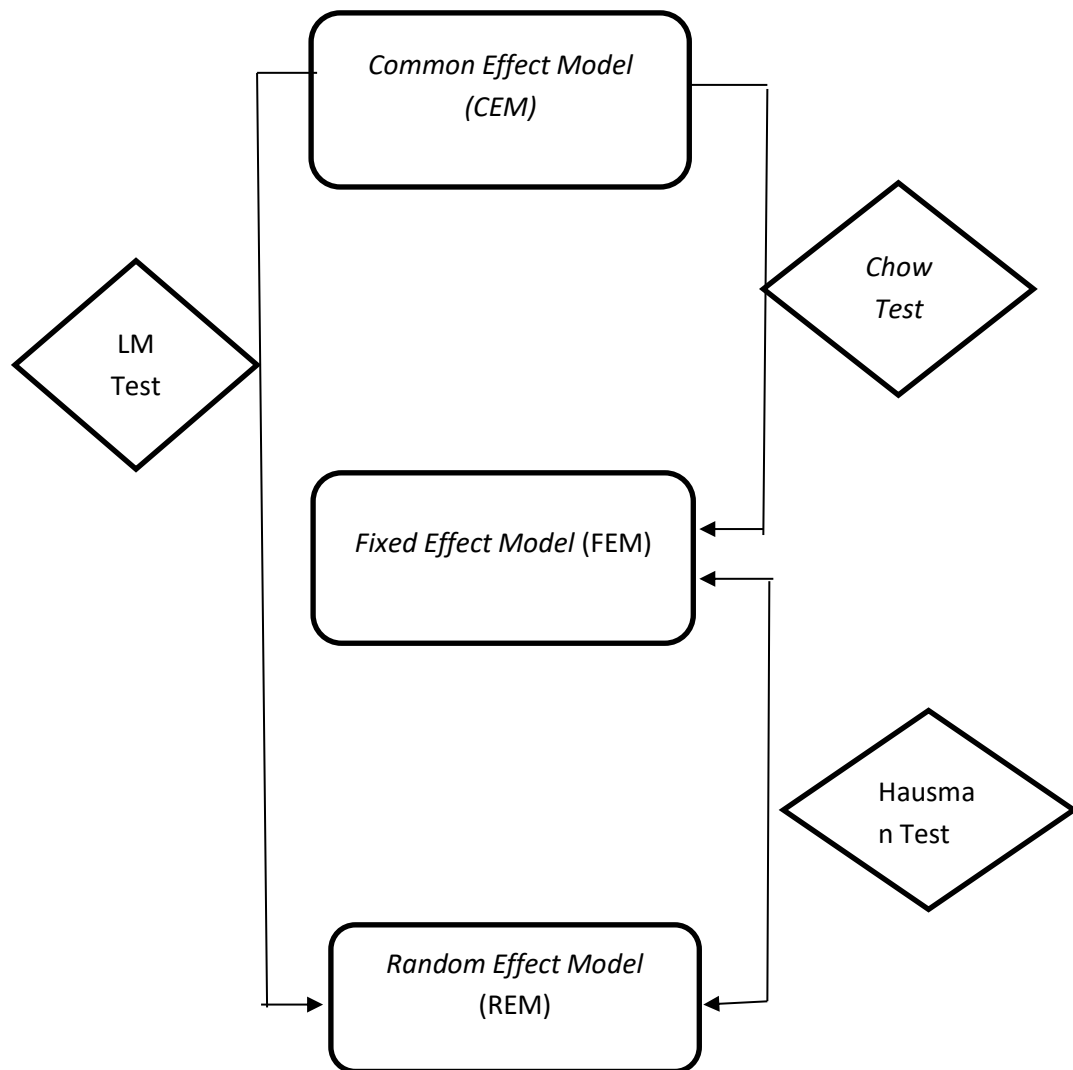 Common Effect Model
(CEM)
Chow
Test
LM
Test
Fixed Effect Model (FEM)
Hausma
n Test
Random Effect Model
(REM)